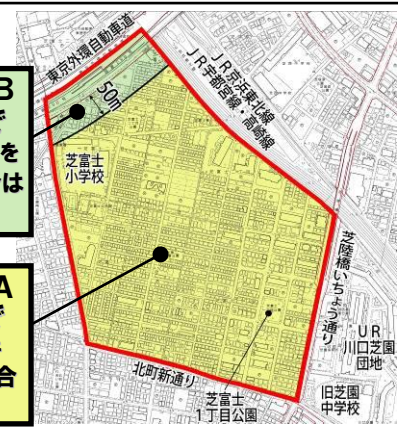 東京外環自動車道
JR京浜東北線
JR宇都宮線・高崎線
B
で
を
は
50m
芝富士
小学校
A
で
合
芝陸橋いちょう通り
UR
川口芝園
団地
北町新通り
芝富士
1丁目公園
旧芝園
中学校